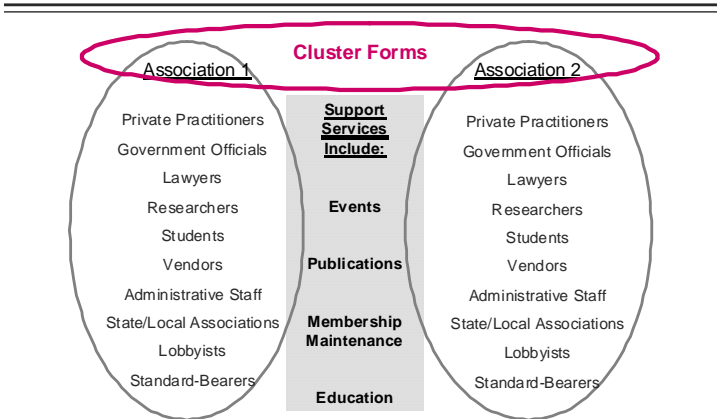 Cluster Forms
Association 1
Private Practitioners
Government Officials
Lawyers
Researchers
Students
Vendors
Administrative Staff
State/Local Associations
Lobbyists
Standard-Bearers
Support
Services
Include:
Events
Publications
Membership
Maintenance
Education
Association 2
Private Practitioners
Government Officials
Lawyers
Researchers
Students
Vendors
Administrative Staff
State/Local Associations
Lobbyists
Standard-Bearers